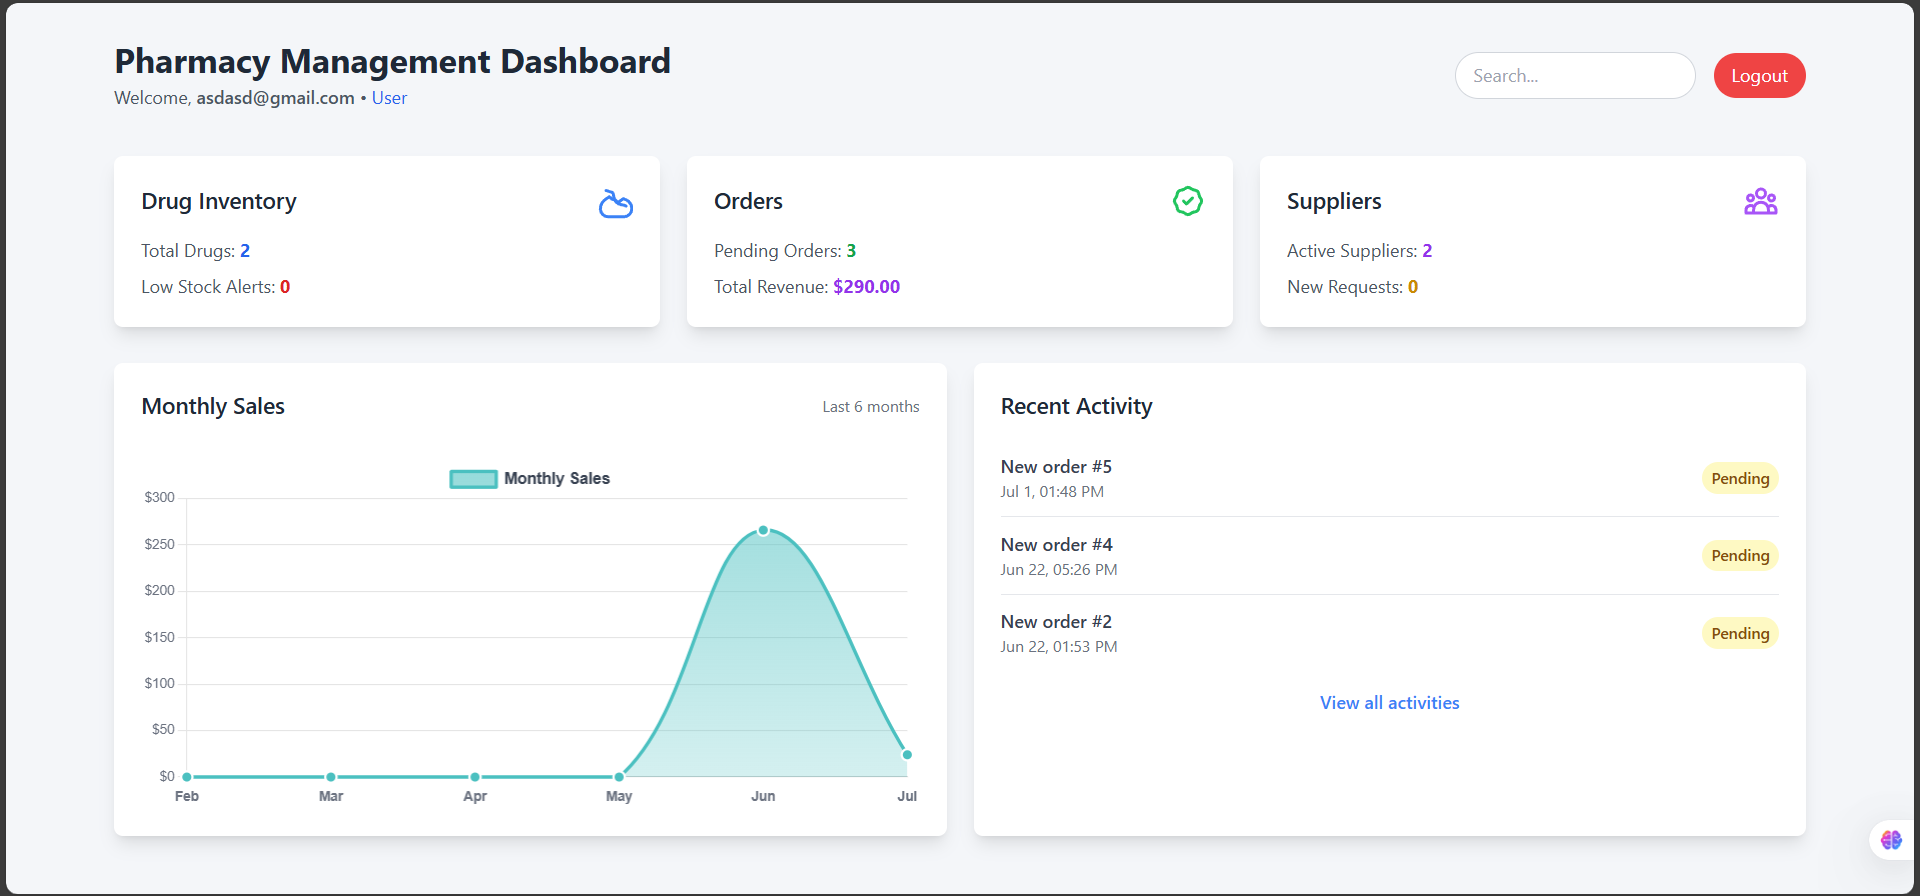 Pharmacy Management Dashboard
Welcome, asdasd@gmail.com • User
Search...
Logout
Drug Inventory
Total Drugs: 2
Low Stock Alerts: 0
Orders
Pending Orders: 3
Total Revenue: $290.00
Suppliers
Active Suppliers: 2
New Requests: 0
Monthly Sales
Last 6 months
Monthly Sales
$300
$250
$200
$150
$100
$50
$0
Feb Mar Apr May Jun Jul
Recent Activity
New order #5
Jul 1, 01:48 PM
Pending
New order #4
Jun 22, 05:26 PM
Pending
New order #2
Jun 22, 01:53 PM
Pending
View all activities